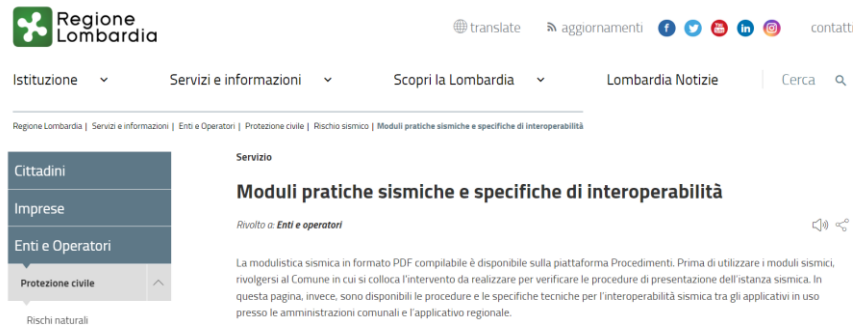 Regione
Lombardia
translate aggiornamenti contatti
Istituzione Servizi e informazioni Scopri la Lombardia Lombardia Notizie Cerca
Regione Lombardia | Servizi e informazioni | Enti e Operatori | Protezione civile | Rischio sismico | Moduli pratiche sismiche e specifiche di interoperabilità
Servizio
Cittadini
Moduli pratiche sismiche e specifiche di interoperabilità
Imprese
Rivolto a: Enti e operatori
Enti e Operatori
La modulistica sismica in formato PDF compilabile è disponibile sulla piattaforma Procedimenti. Prima di utilizzare i moduli sismici,
rivolgersi al Comune in cui si colloca l'intervento da realizzare per verificare le procedure di presentazione dell'istanza sismica. In
questa pagina, invece, sono disponibili le procedure e le specifiche tecniche per l'interoperabilità sismica tra gli applicativi in uso
presso le amministrazioni comunali e l'applicativo regionale.
Protezione civile
Rischi naturali